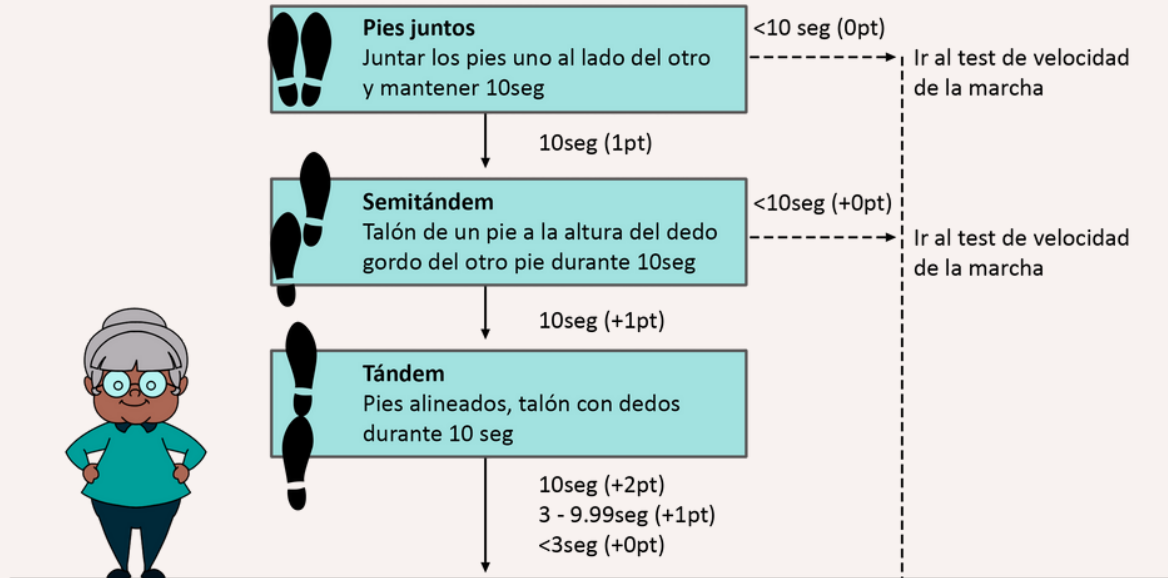 Pies juntos
Juntar los pies uno al lado del otro
y mantener 10seg
<10 seg (0pt)
Ir al test de velocidad
de la marcha
10seg (1pt)
Semitándem
Talón de un pie a la altura del dedo
gordo del otro pie durante 10seg
<10seg (+0pt)
Ir al test de velocidad
de la marcha
10seg (+1pt)
Tándem
Pies alineados, talón con dedos
durante 10 seg
10seg (+2pt)
3 - 9.99seg (+1pt)
<3seg (+0pt)